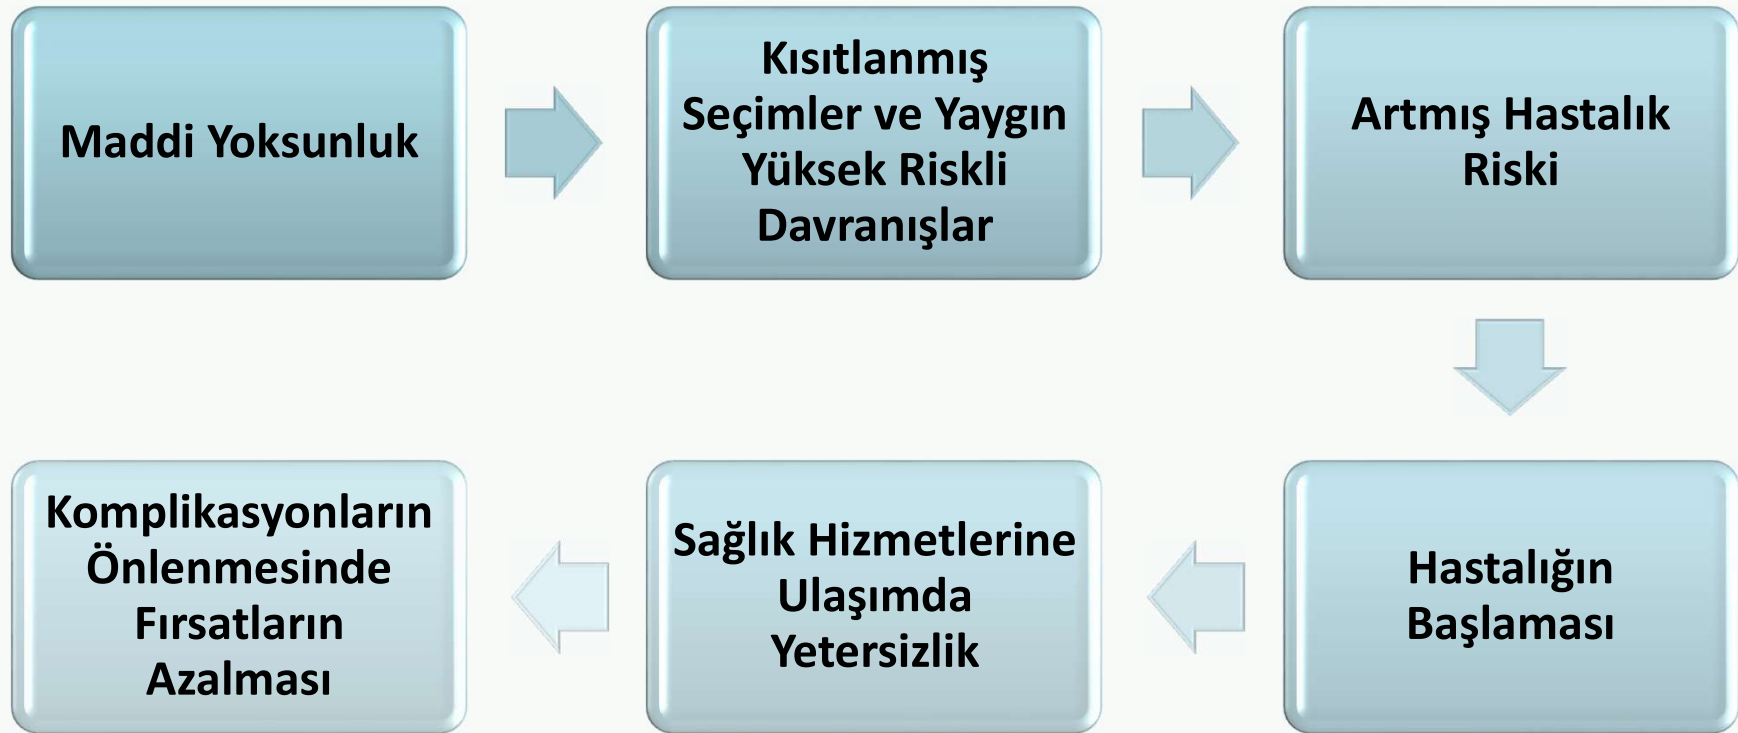 Maddi Yoksunluk
Kısıtlanmış
Seçimler ve Yaygın
Yüksek Riskli
Davranışlar
Artmış Hastalık
Riski
Hastalığın
Başlaması
Sağlık Hizmetlerine
Ulaşımda
Yetersizlik
Komplikasyonların
Önlenmesinde
Fırsatların
Azalması